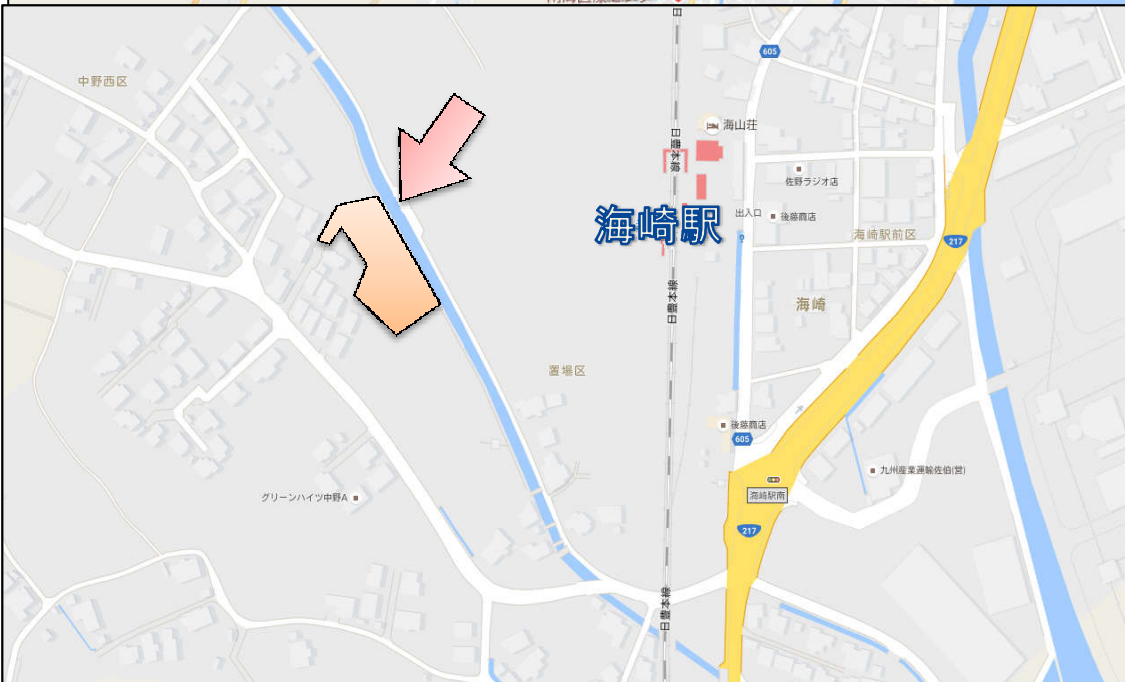 日
605
中野西区
海山荘
日豊本線
佐野ラジオ店
海崎駅
出入口
後藤商店
海崎駅前区
217
日豊本線
海崎
置場区
後藤商店
605
九州産業運輸佐伯(営)
グリーンハイツ中野A
海崎駅南
217
日豊本線